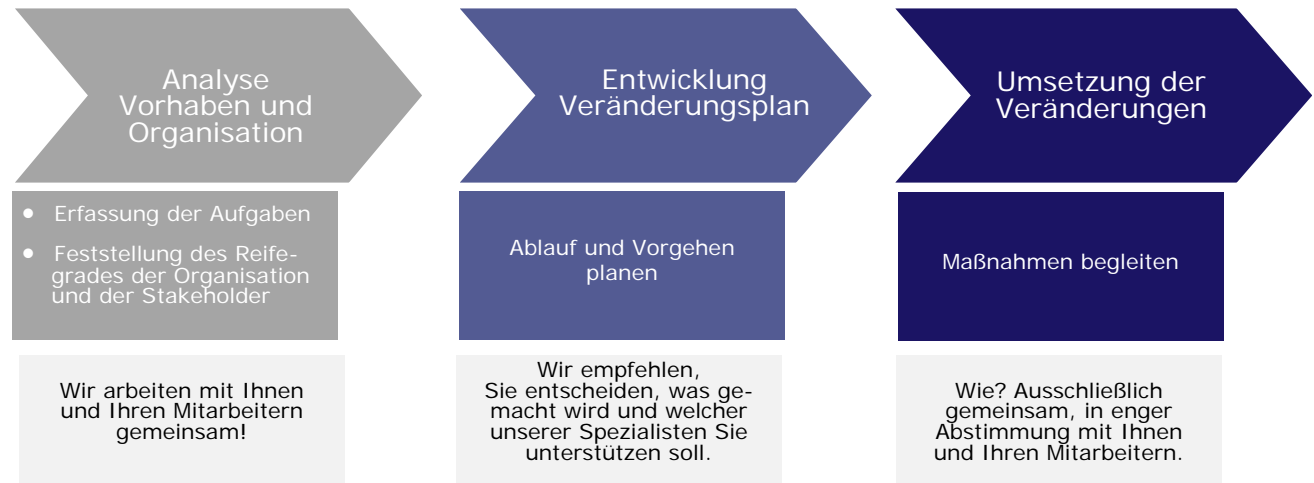 Analyse
Vorhaben und
Organisation
• Erfassung der Aufgaben
• Feststellung des Reife-
grades der Organisation
und der Stakeholder
Wir arbeiten mit Ihnen
und Ihren Mitarbeitern
gemeinsam!
Entwicklung
Veränderungsplan
Ablauf und Vorgehen
planen
Wir empfehlen,
Sie entscheiden, was ge-
macht wird und welcher
unserer Spezialisten Sie
unterstützen soll.
Umsetzung der
Veränderungen
Maßnahmen begleiten
Wie? Ausschließlich
gemeinsam, in enger
Abstimmung mit Ihnen
und Ihren Mitarbeitern.